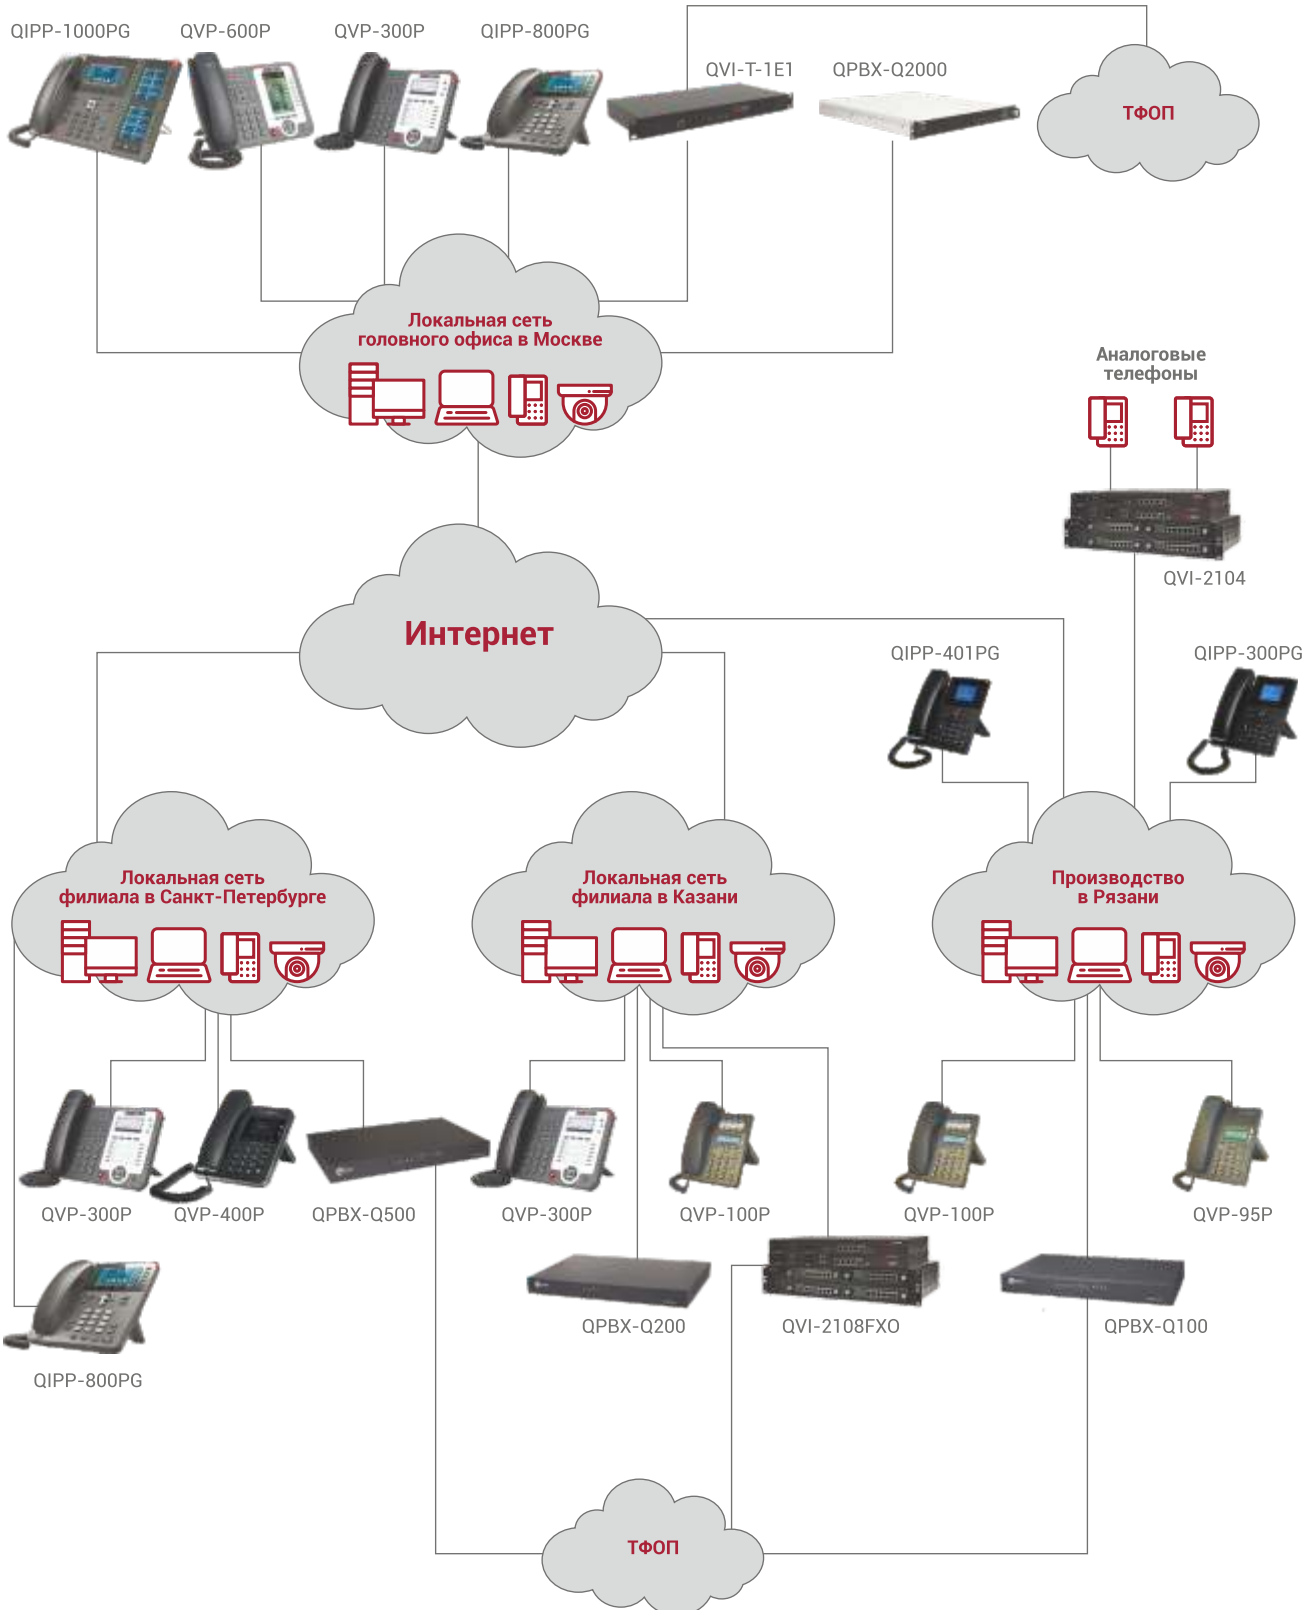 QIPP-1000PG
QVP-600P
QVP-300P
QIPP-800PG
QVI-T-1E1
QPBX-Q2000
ТФОП
Локальная сеть
головного офиса в Москве
Аналоговые
телефоны
QVI-2104
Интернет
QIPP-401PG
QIPP-300PG
Локальная сеть
филиала в Санкт-Петербурге
Локальная сеть
филиала в Казани
Производство
в Рязани
QVP-300P
QVP-400P
QPBX-Q500
QVP-300P
QVP-100P
QVP-100P
QVP-95P
QPBX-Q200
QVI-2108FXO
QPBX-Q100
QIPP-800PG
ТФОП